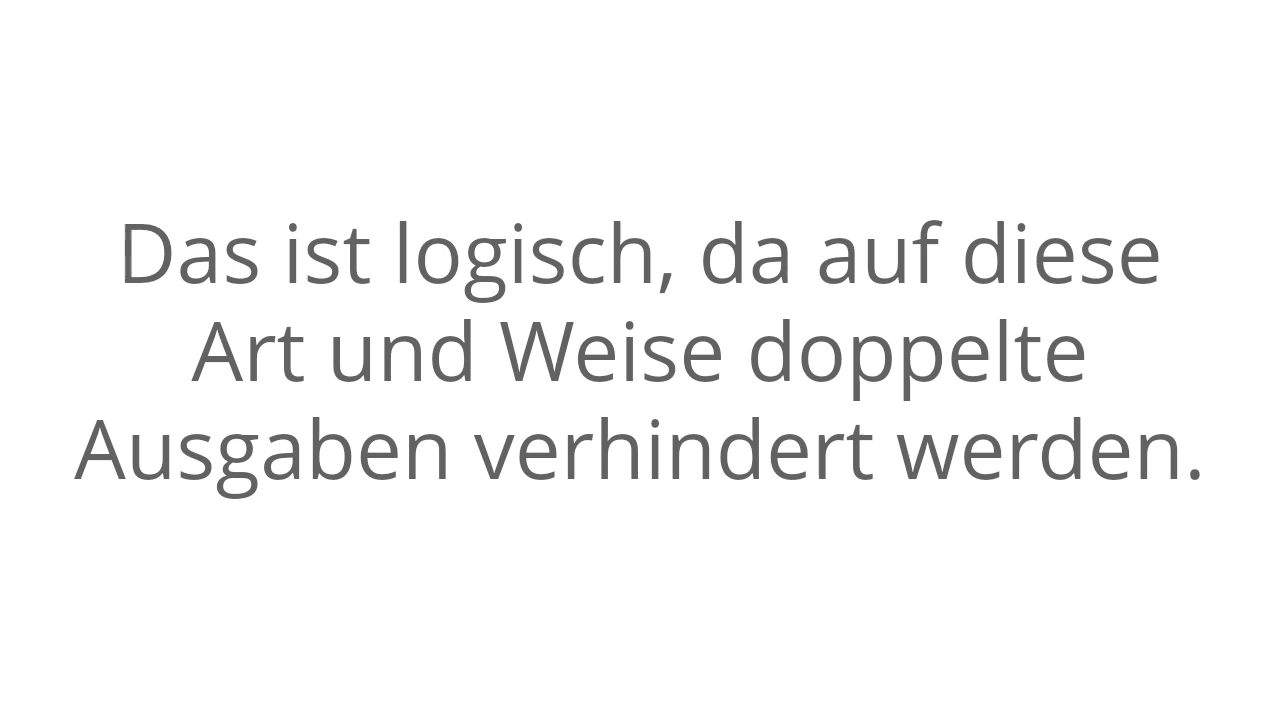 Das ist logisch, da auf diese
Art und Weise doppelte
Ausgaben verhindert werden.